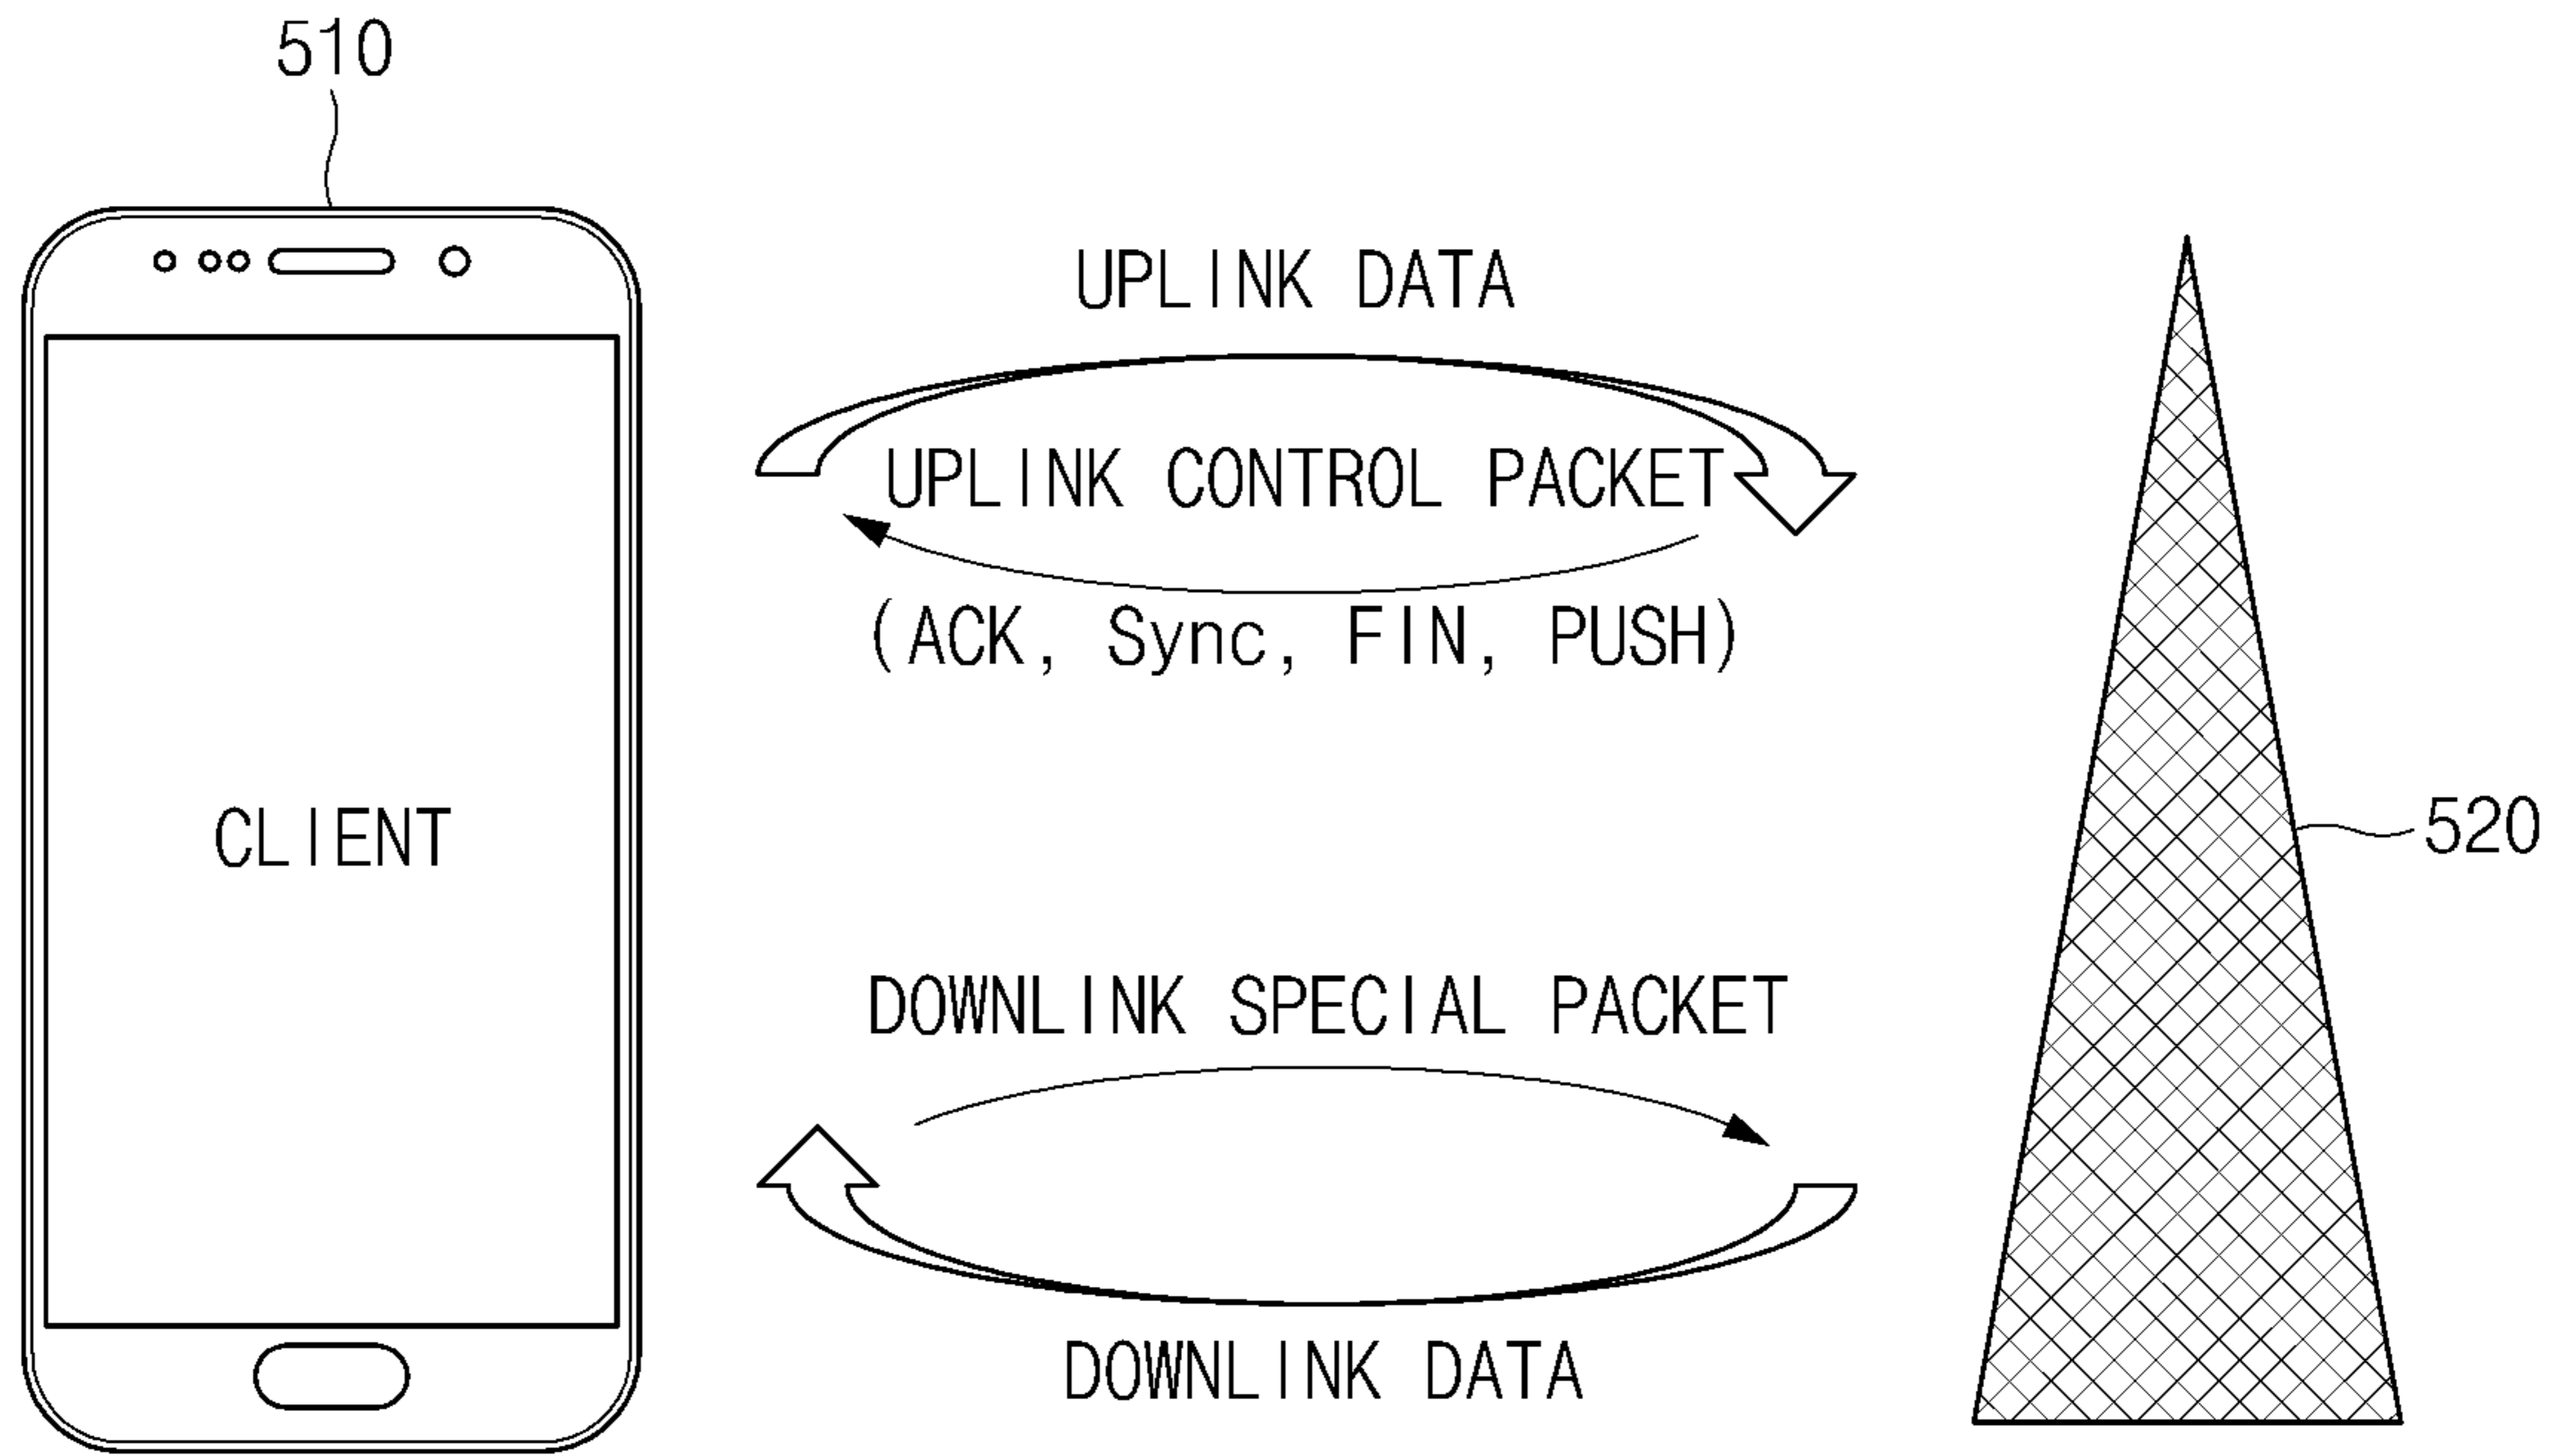 510
UPLINK DATA
UPLINK CONTROL PACKET
(ACK, Sync, FIN, PUSH)
CLIENT
520
DOWNLINK SPECIAL PACKET
DOWNLINK DATA